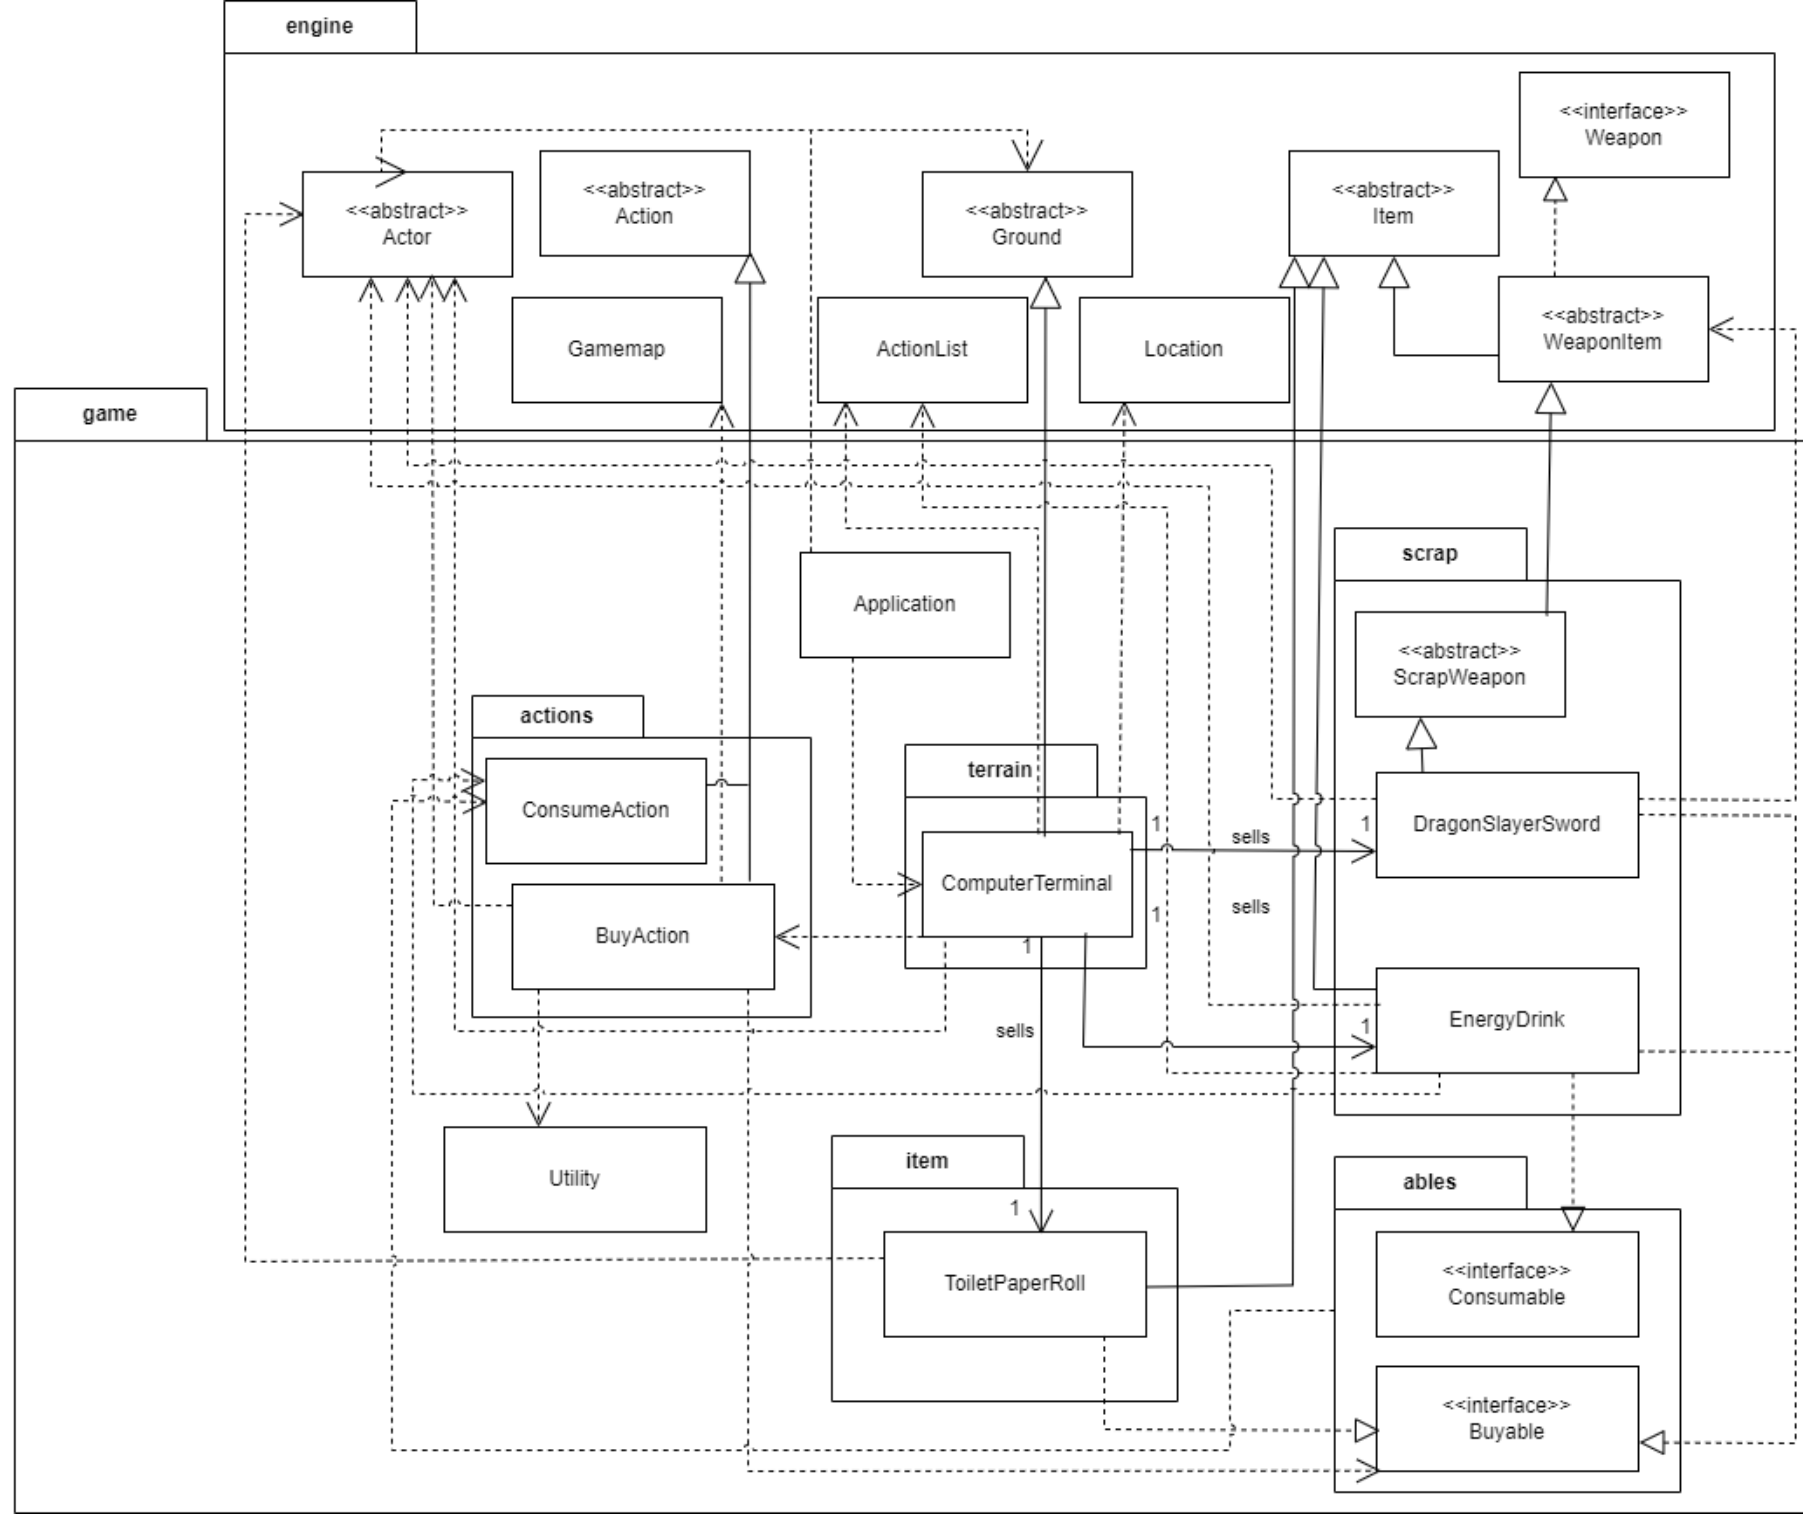 engine
<<interface>>
Weapon
<<abstract>>
Action
<<abstract>>
Item
<<abstract>>
Actor
<<abstract>>
Ground
<<abstract>>
WeaponItem
Gamemap
ActionList
Location
game
scrap
Application
<<abstract>>
ScrapWeapon
actions
terrain
ConsumeAction
1
sells
1
DragonSlayerSword
ComputerTerminal
1
sells
BuyAction
1
sells
1
EnergyDrink
Utility
item
ables
1
ToiletPaperRoll
<<interface>>
Consumable
<<interface>>
Buyable